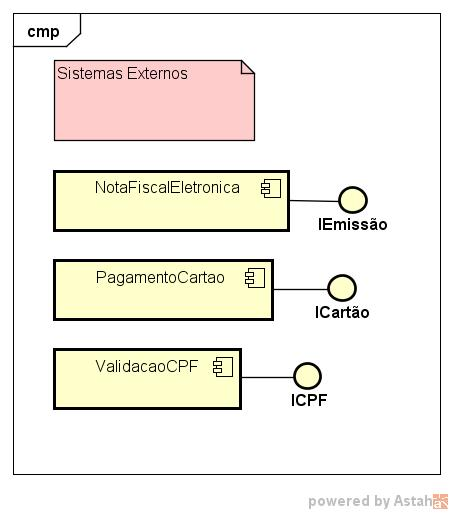 cmp
Sistemas Externos
NotaFiscalEletronica
IEmissão
PagamentoCartao
ICartão
ValidacaoCPF
ICPF
powered by Astah